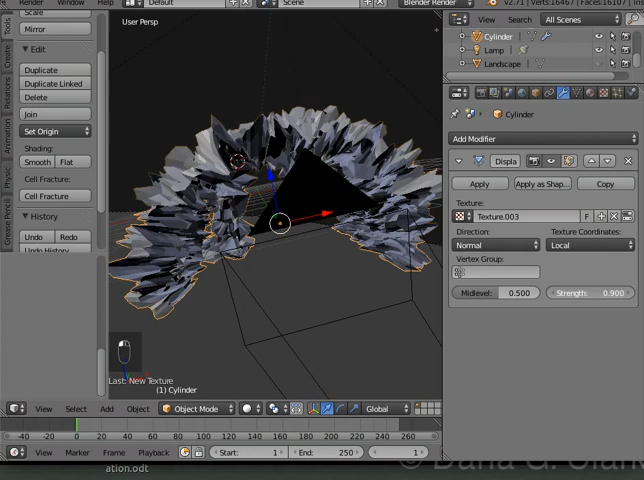 Render Window Help Default Scene Blender Render v2.71 | Verts:16467 | Faces:16107 | Tris:
Scale
Mirror
Edit
Duplicate
Duplicate Linked
Delete
Join
Set Origin
Shading:
Smooth Flat
Cell Fracture:
Cell Fracture
History
Undo Redo
Undo History
Tools
Create
Relations
Animation
Physic
Grease Pencil
User Persp
Last: New Texture
(1) Cylinder
View Select Add Object Object Mode Global
-40 -20 0 20 40 60 80 100 120 140 160 180 200 220 240 260
View Marker Frame Playback Start: 1 End: 250 1
ation.odt
View Search All Scenes
Cylinder
Lamp
Landscape
Cylinder
Add Modifier
Displa
Apply Apply as Shap... Copy
Texture:
Texture.003 F
Direction: Texture Coordinates:
Normal Local
Vertex Group:
Midlevel: 0.500 Strength: 0.900